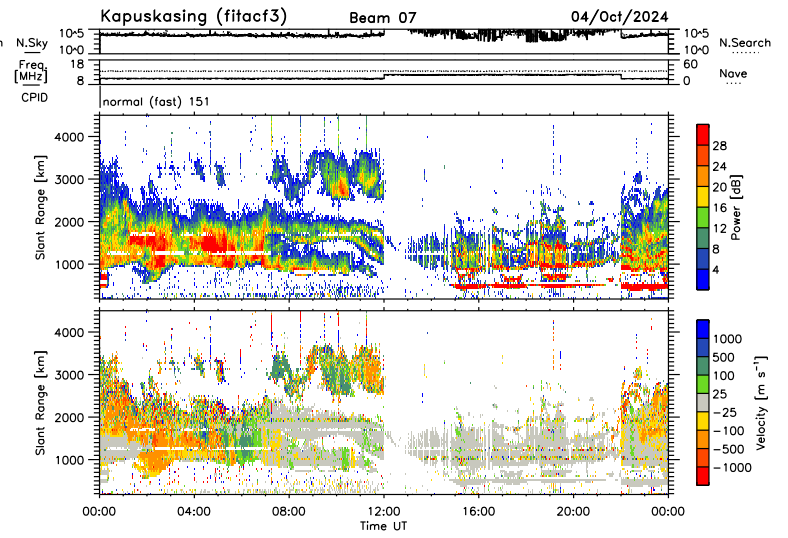 Kapuskasing (fitacf3) Beam 07 04/Oct/2024
N.Sky 10^5 10^5 N.Search
10^0 10^0
Freq. 18 60
[MHz] 8 0 Nave
CPID normal (fast) 151
Slant Range [km] 4000 3000 2000 1000
28 24 20 16 12 8 4 Power [dB]
Slant Range [km] 4000 3000 2000 1000
1000 500 100 25 -25 -100 -500 -1000 Velocity [m s⁻¹]
00:00 04:00 08:00 12:00 16:00 20:00 00:00
Time UT